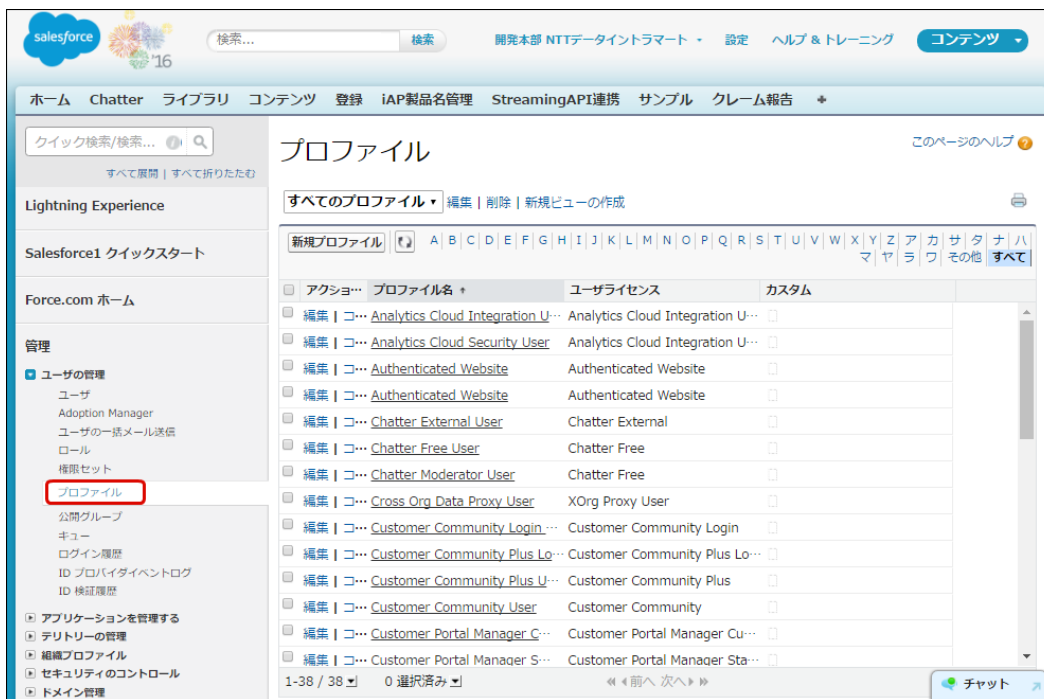 salesforce
'16
検索...
検索
開発本部 NTTデータイントラマート
設定
ヘルプ & トレーニング
コンテンツ
ホーム Chatter ライブラリ コンテンツ 登録 iAP製品名管理 StreamingAPI連携 サンプル クレーム報告 +
クイック検索/検索...
すべて展開 | すべて折りたたむ
Lightning Experience
Salesforce1 クイックスタート
Force.com ホーム
管理
ユーザの管理
ユーザ
Adoption Manager
ユーザの一括メール送信
ロール
権限セット
プロファイル
公開グループ
キュー
ログイン履歴
ID プロバイダイベントログ
ID 検証履歴
アプリケーションを管理する
テリトリーの管理
組織プロファイル
セキュリティのコントロール
ドメイン管理
プロファイル
このページのヘルプ
すべてのプロファイル 編集 | 削除 | 新規ビューの作成
新規プロファイル A | B | C | D | E | F | G | H | I | J | K | L | M | N | O | P | Q | R | S | T | U | V | W | X | Y | Z | ア | カ | サ | タ | ナ | ハ |
マ | ヤ | ラ | ワ | その他 | すべて
アクショ… プロファイル名 ↑ ユーザライセンス カスタム
編集 | コ… Analytics Cloud Integration U… Analytics Cloud Integration U…
編集 | コ… Analytics Cloud Security User Analytics Cloud Integration U…
編集 | コ… Authenticated Website Authenticated Website
編集 | コ… Authenticated Website Authenticated Website
編集 | コ… Chatter External User Chatter External
編集 | コ… Chatter Free User Chatter Free
編集 | コ… Chatter Moderator User Chatter Free
編集 | コ… Cross Org Data Proxy User XOrg Proxy User
編集 | コ… Customer Community Login … Customer Community Login
編集 | コ… Customer Community Plus Lo… Customer Community Plus Lo…
編集 | コ… Customer Community Plus U… Customer Community Plus
編集 | コ… Customer Community User Customer Community
編集 | コ… Customer Portal Manager C… Customer Portal Manager Cu…
編集 | コ… Customer Portal Manager S… Customer Portal Manager Sta…
1-38 / 38 0 選択済み 前へ 次へ
チャット